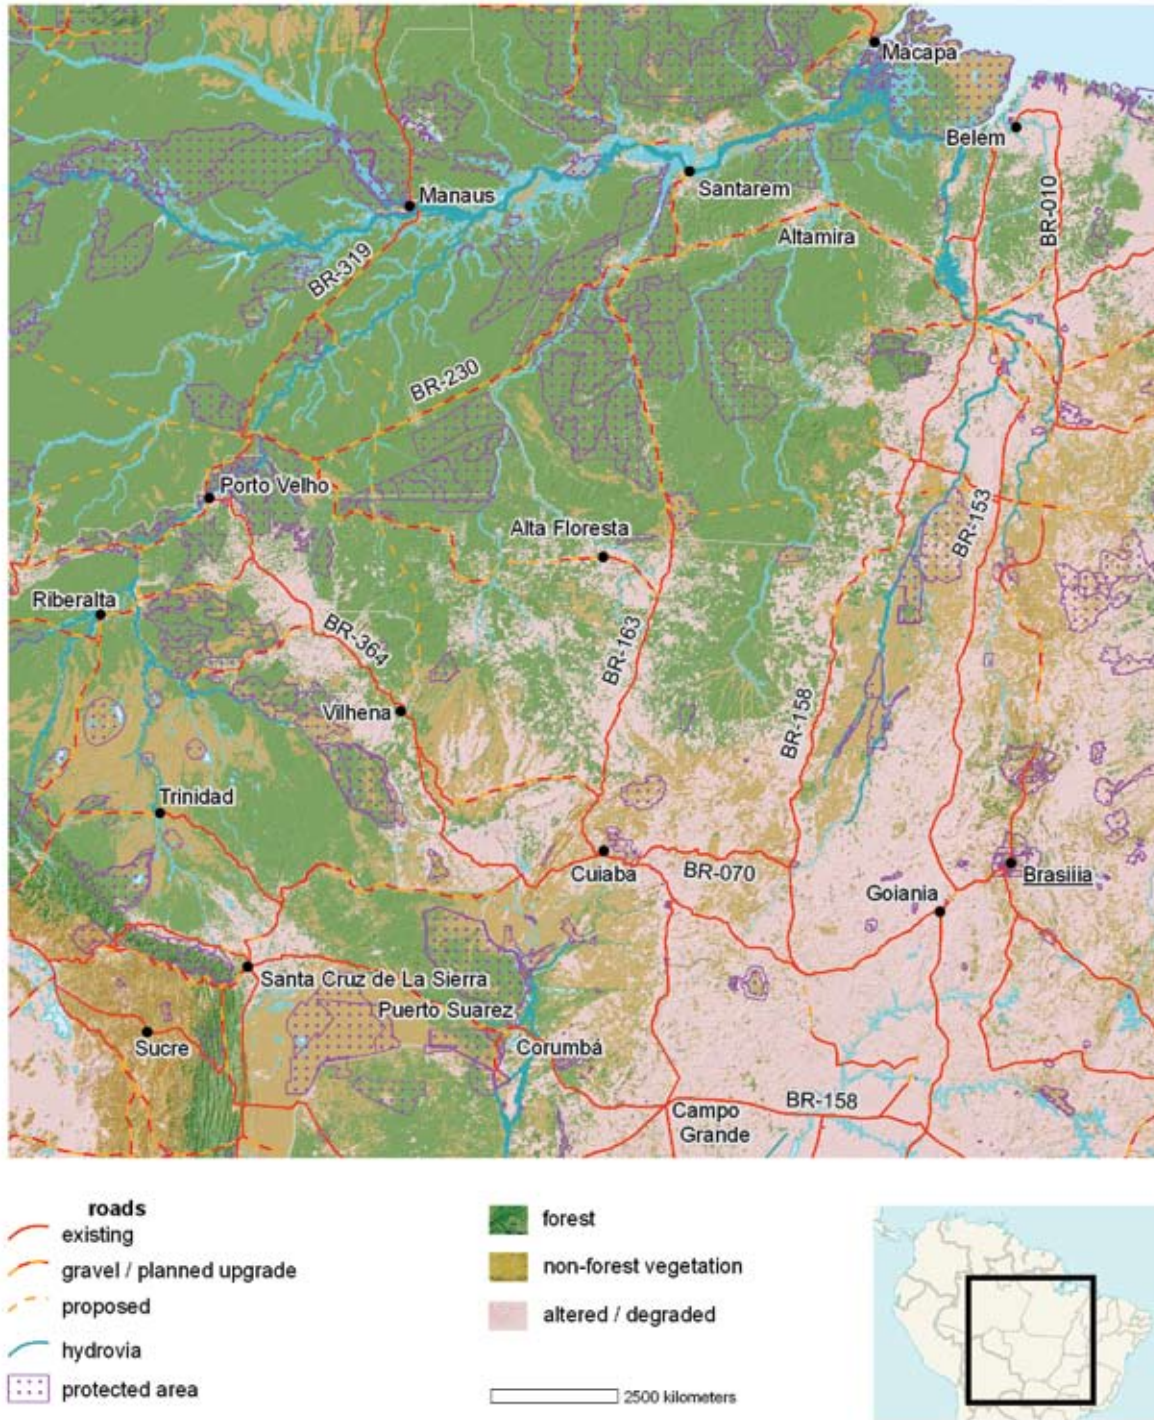 Macapa
Belem
Manaus
Santarem
BR-010
Altamira
BR-319
BR-230
Porto Velho
BR-153
Alta Floresta
Riberalta
BR-364
BR-163
Vilhena
BR-158
Trinidad
Cuiaba
BR-070
Brasilia
Goiania
Santa Cruz de La Sierra
Puerto Suarez
Sucre
Corumbá
BR-158
Campo
Grande
roads
existing
gravel / planned upgrade
proposed
hydrovia
protected area
forest
non-forest vegetation
altered / degraded
2500 kilometers